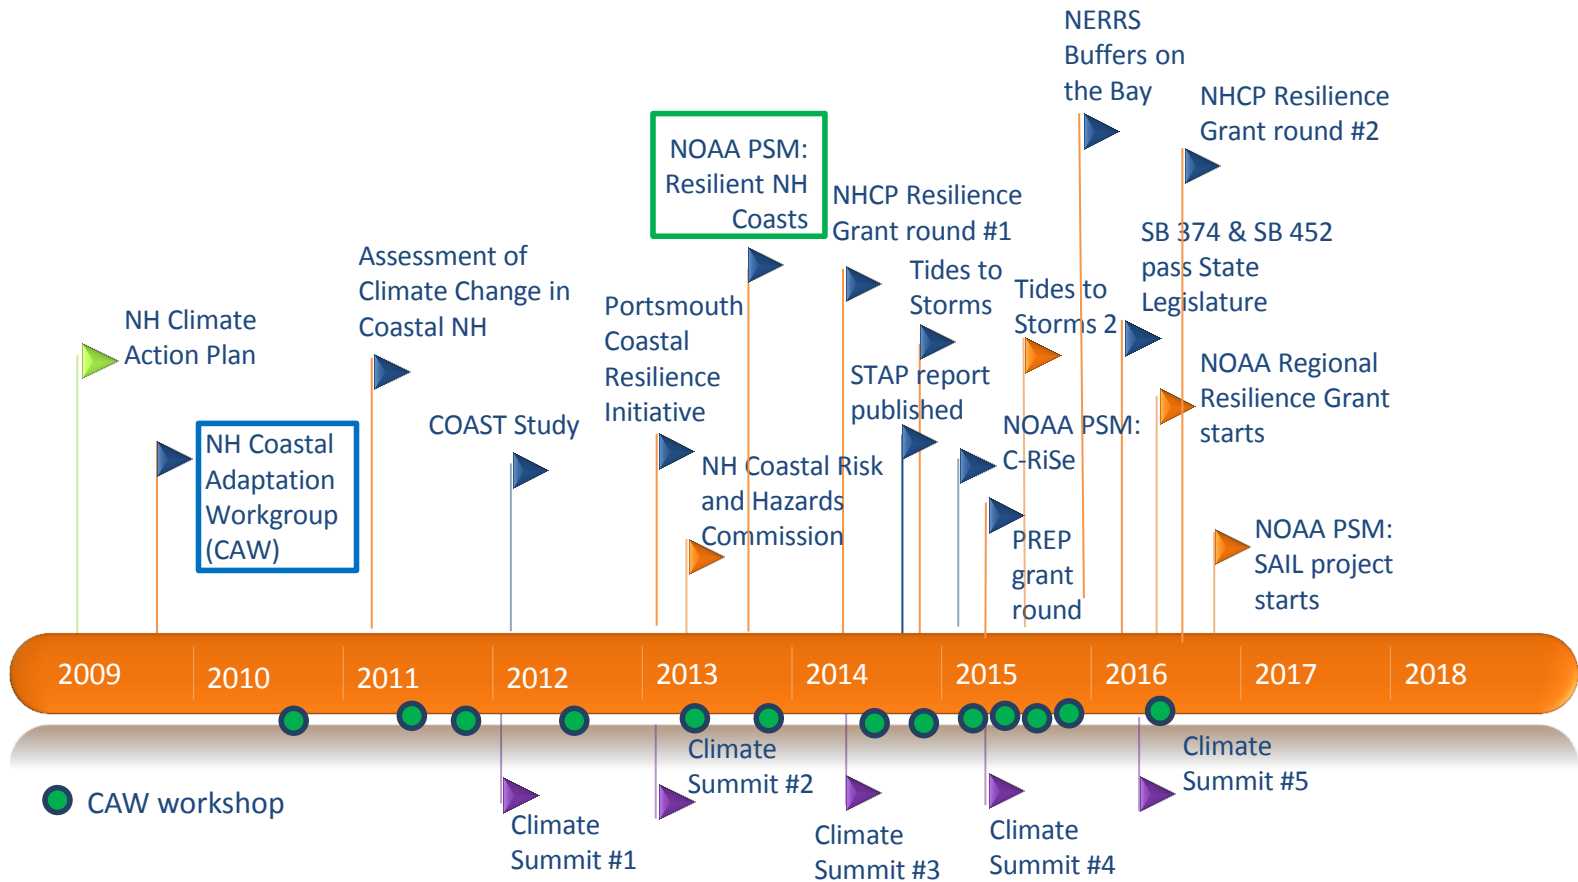 NERRS
Buffers on
the Bay
NHCP Resilience
Grant round #2
NOAA PSM:
Resilient NH
Coasts
NHCP Resilience
Grant round #1
SB 374 & SB 452
pass State
Legislature
Assessment of
Climate Change in
Coastal NH
Tides to
Storms
Tides to
Storms 2
Portsmouth
Coastal
Resilience
Initiative
NH Climate
Action Plan
STAP report
published
NOAA Regional
Resilience Grant
starts
COAST Study
NOAA PSM:
C-RiSe
NH Coastal
Adaptation
Workgroup
(CAW)
NH Coastal Risk
and Hazards
Commission
PREP
grant
round
NOAA PSM:
SAIL project
starts
2009
2010
2011
2012
2013
2014
2015
2016
2017
2018
Climate
Summit #2
Climate
Summit #5
CAW workshop
Climate
Summit #1
Climate
Summit #3
Climate
Summit #4